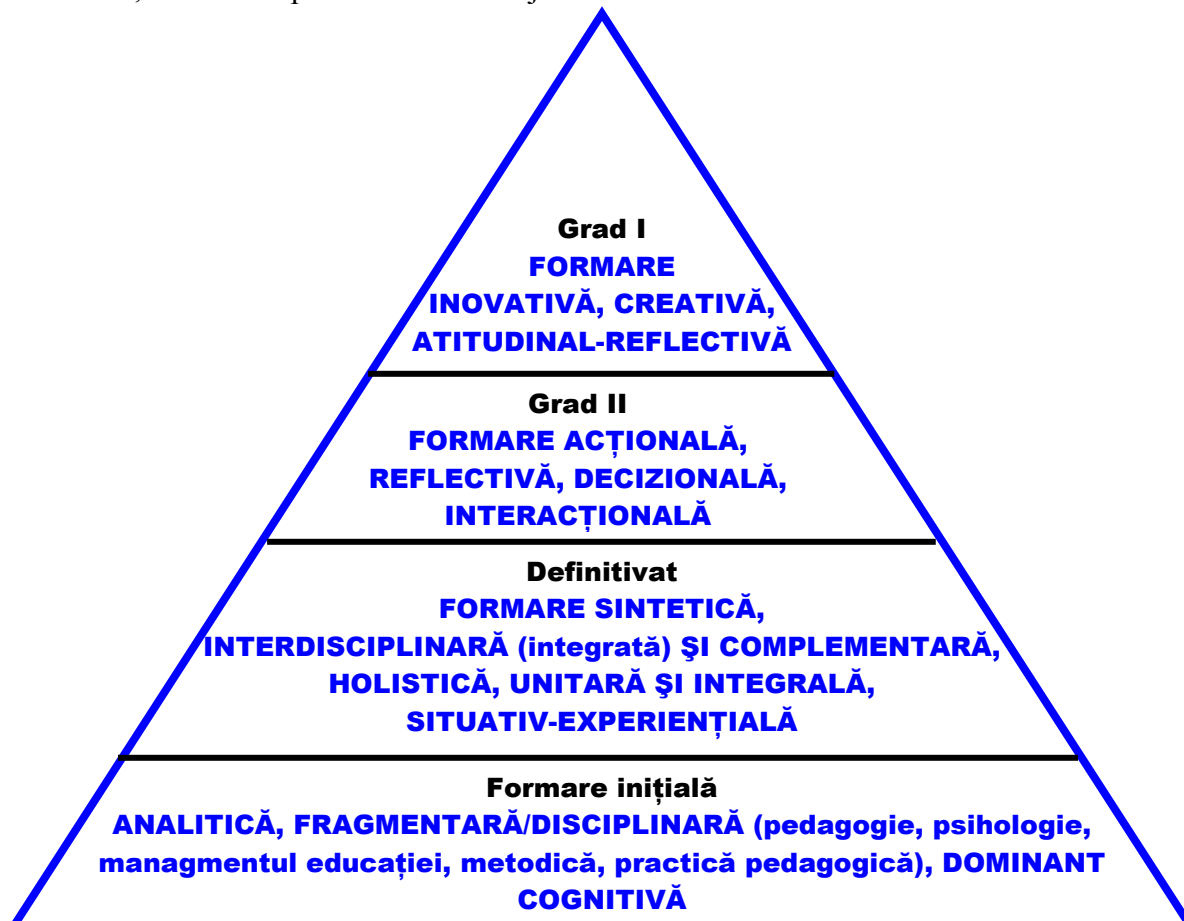 Grad I
FORMARE
INOVATIVĂ, CREATIVĂ,
ATITUDINAL-REFLECTIVĂ
Grad II
FORMARE ACȚIONALĂ,
REFLECTIVĂ, DECIZIONALĂ,
INTERACȚIONALĂ
Definitivat
FORMARE SINTETICĂ,
INTERDISCIPLINARĂ (integrată) ŞI COMPLEMENTARĂ,
HOLISTICĂ, UNITARĂ ŞI INTEGRALĂ,
SITUATIV-EXPERIENȚIALĂ
Formare inițială
ANALITICĂ, FRAGMENTARĂ/DISCIPLINARĂ (pedagogie, psihologie,
managmentul educației, metodică, practică pedagogică), DOMINANT
COGNITIVĂ